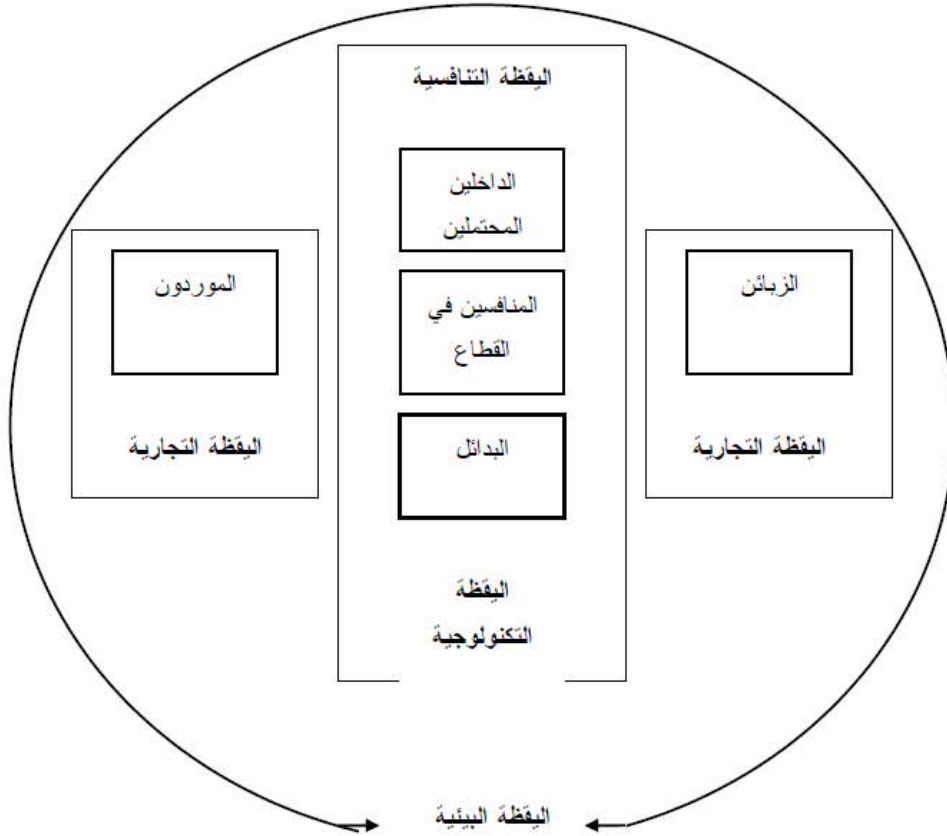 اليقظة التنافسية
الداخلين
المحتملين
الزبائن
المنافسين في
القطاع
الموردون
البدائل
اليقظة التجارية
اليقظة التجارية
اليقظة
التكنولوجية
اليقظة البيئية